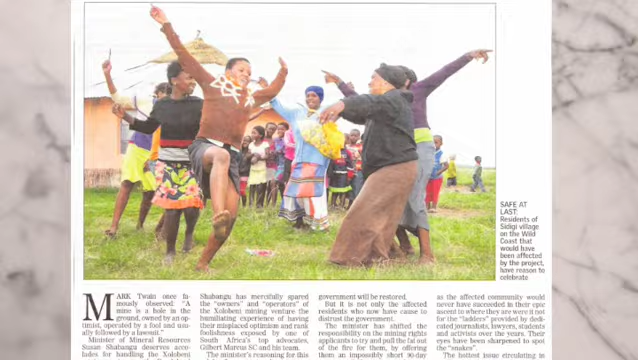 SAFE AT
LAST:
Residents of
Sidigi village
on the Wild
Coast that
would have
been affected
by the project,
have reason to
celebrate
MARK Twain once fa-
mously observed: "A
mine is a hole in the
ground, owned by an op-
timist, operated by a fool and usu-
ally followed by a lawsuit."
Minister of Mineral Resources
Susan Shabangu deserves acco-
lades for handling the Xolobeni
Shabangu has mercifully spared
the "owners" and "operators" of
the Xolobeni mining venture the
humiliating experience of having
their misplaced optimism and rank
foolishness exposed by one of
South Africa's top advocates,
Gilbert Marcus SC and his team.
The minister's reasoning for this
government will be restored.
But it is not only the affected
residents who now have cause to
distrust the government.
The minister has shifted the
responsibility on the mining rights
applicants to try and pull the fat out
of the fire for them, by offering
them an impossibly short 90-day
as the affected community would
never have succeeded in their epic
ascent to where they are were it not
for the "ladders" provided by dedi-
cated journalists, lawyers, students
and activists over the years. Their
eyes have been sharpened to spot
the "snakes".
The hottest issue circulating to